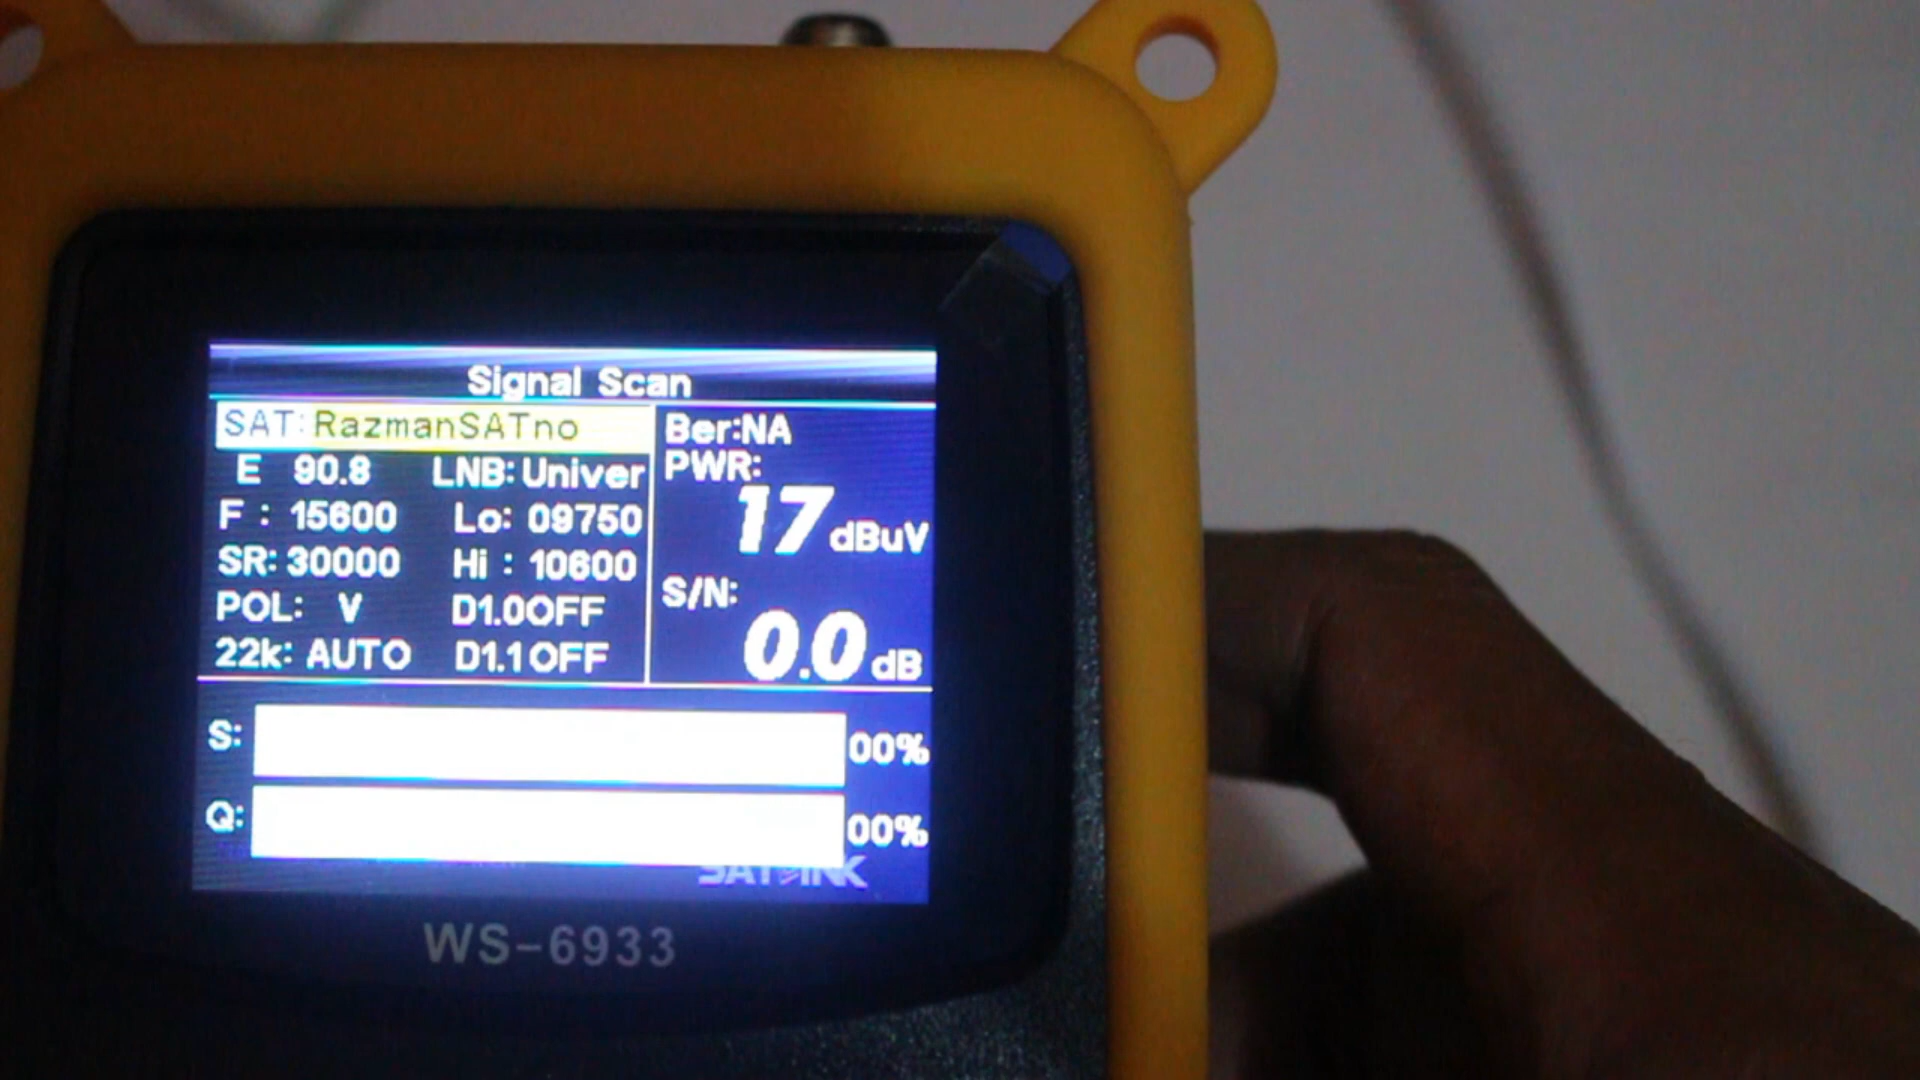 Signal Scan
SAT: RazmanSATno
E 90.8 LNB: Univer
F : 15600 Lo: 09750
SR: 30000 Hi : 10600
POL: V D1.0OFF
22k: AUTO D1.1OFF
Ber:NA
PWR:
17 dBuV
S/N:
0.0 dB
S: 00%
Q: 00%
SATLINK
WS-6933